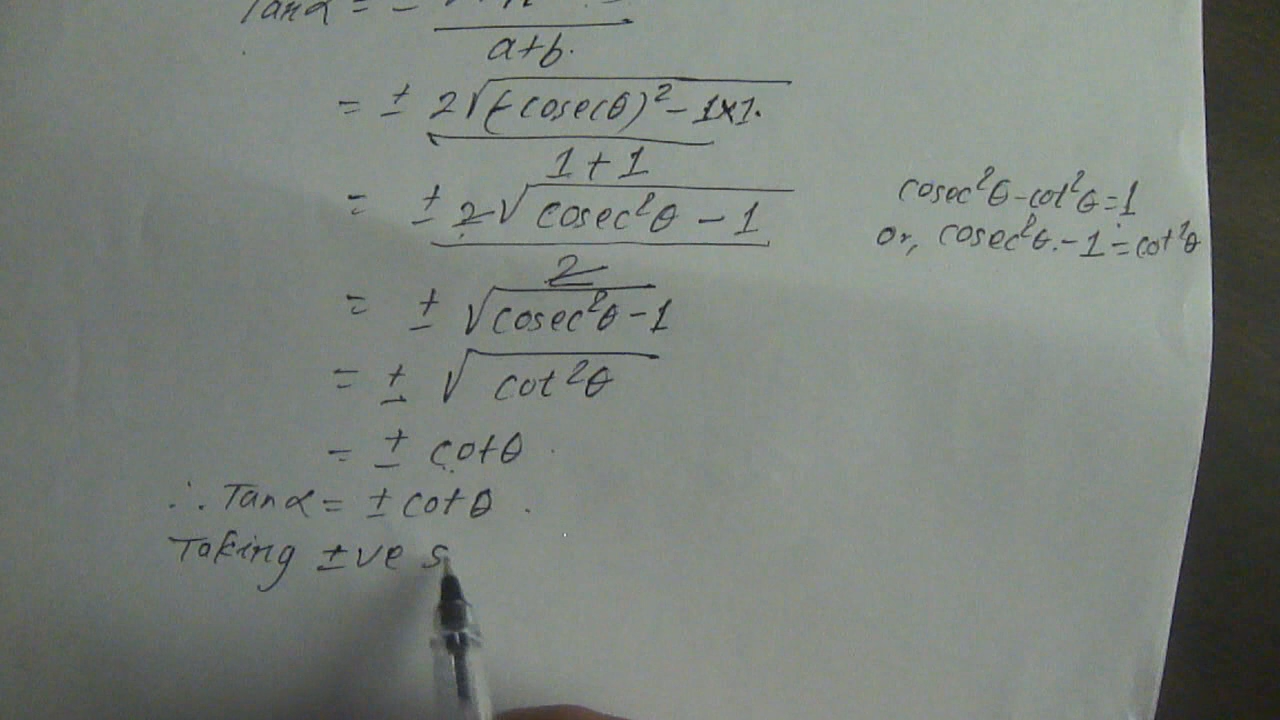 Tanα = -
a+b.
= ± 2√(-cosecθ)² - 1×1.
1 + 1
= ± 2√cosec²θ - 1
2
= ± √cosec²θ - 1
= ± √cot²θ
= ± cotθ.
∴ Tanα = ± cotθ.
Taking ±ve s
cosec²θ - cot²θ = 1
or, cosec²θ. - 1 = cot²θ